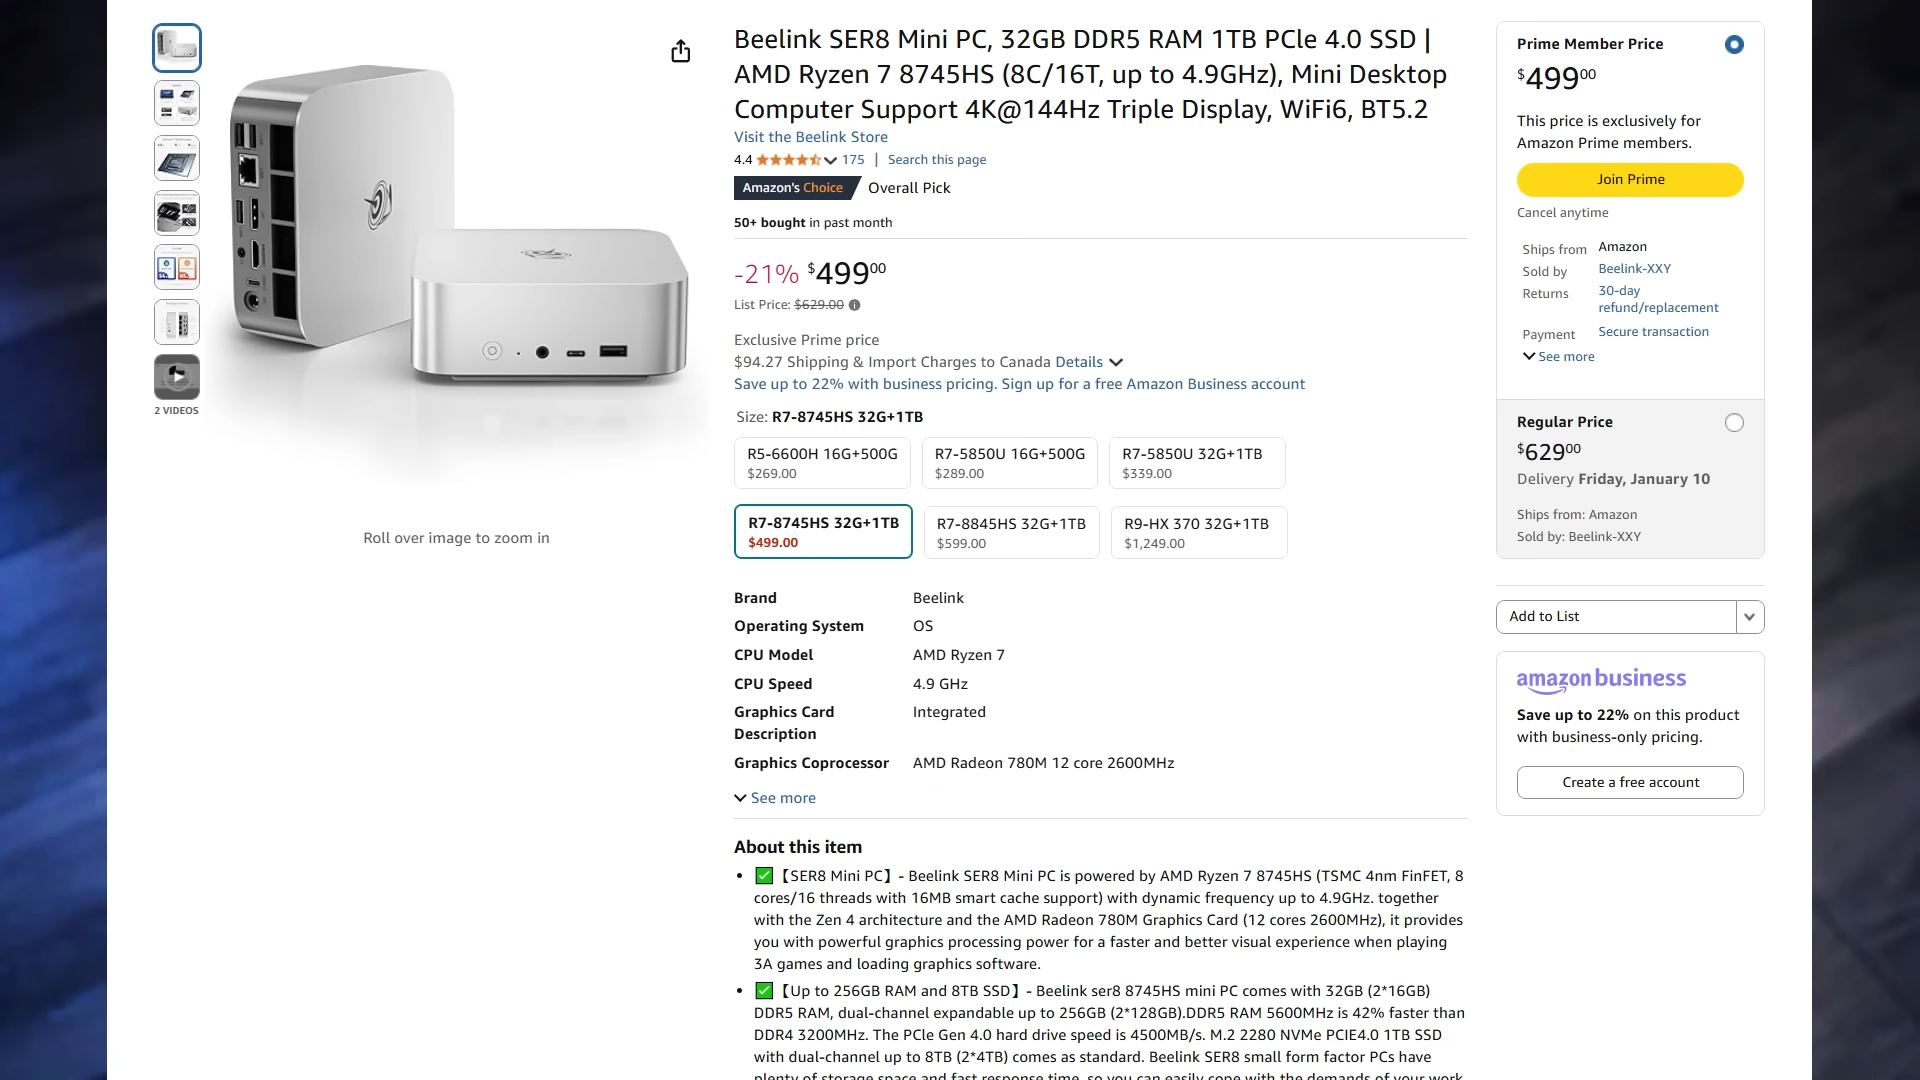 Beelink SER8 Mini PC, 32GB DDR5 RAM 1TB PCle 4.0 SSD |
AMD Ryzen 7 8745HS (8C/16T, up to 4.9GHz), Mini Desktop
Computer Support 4K@144Hz Triple Display, WiFi6, BT5.2
Visit the Beelink Store
4.4 175 | Search this page
Amazon's Choice Overall Pick
50+ bought in past month
-21% $49900
List Price: $629.00
Exclusive Prime price
$94.27 Shipping & Import Charges to Canada Details
Save up to 22% with business pricing. Sign up for a free Amazon Business account
Size: R7-8745HS 32G+1TB
R5-6600H 16G+500G
$269.00
R7-5850U 16G+500G
$289.00
R7-5850U 32G+1TB
$339.00
R7-8745HS 32G+1TB
$499.00
R7-8845HS 32G+1TB
$599.00
R9-HX 370 32G+1TB
$1,249.00
Brand Beelink
Operating System OS
CPU Model AMD Ryzen 7
CPU Speed 4.9 GHz
Graphics Card Integrated
Description
Graphics Coprocessor AMD Radeon 780M 12 core 2600MHz
See more
About this item
• ✅【SER8 Mini PC】- Beelink SER8 Mini PC is powered by AMD Ryzen 7 8745HS (TSMC 4nm FinFET, 8
cores/16 threads with 16MB smart cache support) with dynamic frequency up to 4.9GHz. together
with the Zen 4 architecture and the AMD Radeon 780M Graphics Card (12 cores 2600MHz), it provides
you with powerful graphics processing power for a faster and better visual experience when playing
3A games and loading graphics software.
• ✅【Up to 256GB RAM and 8TB SSD】- Beelink ser8 8745HS mini PC comes with 32GB (2*16GB)
DDR5 RAM, dual-channel expandable up to 256GB (2*128GB).DDR5 RAM 5600MHz is 42% faster than
DDR4 3200MHz. The PCle Gen 4.0 hard drive speed is 4500MB/s. M.2 2280 NVMe PCIE4.0 1TB SSD
with dual-channel up to 8TB (2*4TB) comes as standard. Beelink SER8 small form factor PCs have
plenty of storage space and fast response time, so you can easily cope with the demands of your work
2 VIDEOS
Roll over image to zoom in
Prime Member Price
$49900
This price is exclusively for
Amazon Prime members.
Join Prime
Cancel anytime
Ships from Amazon
Sold by Beelink-XXY
Returns 30-day
refund/replacement
Payment Secure transaction
See more
Regular Price
$62900
Delivery Friday, January 10
Ships from: Amazon
Sold by: Beelink-XXY
Add to List
amazon business
Save up to 22% on this product
with business-only pricing.
Create a free account